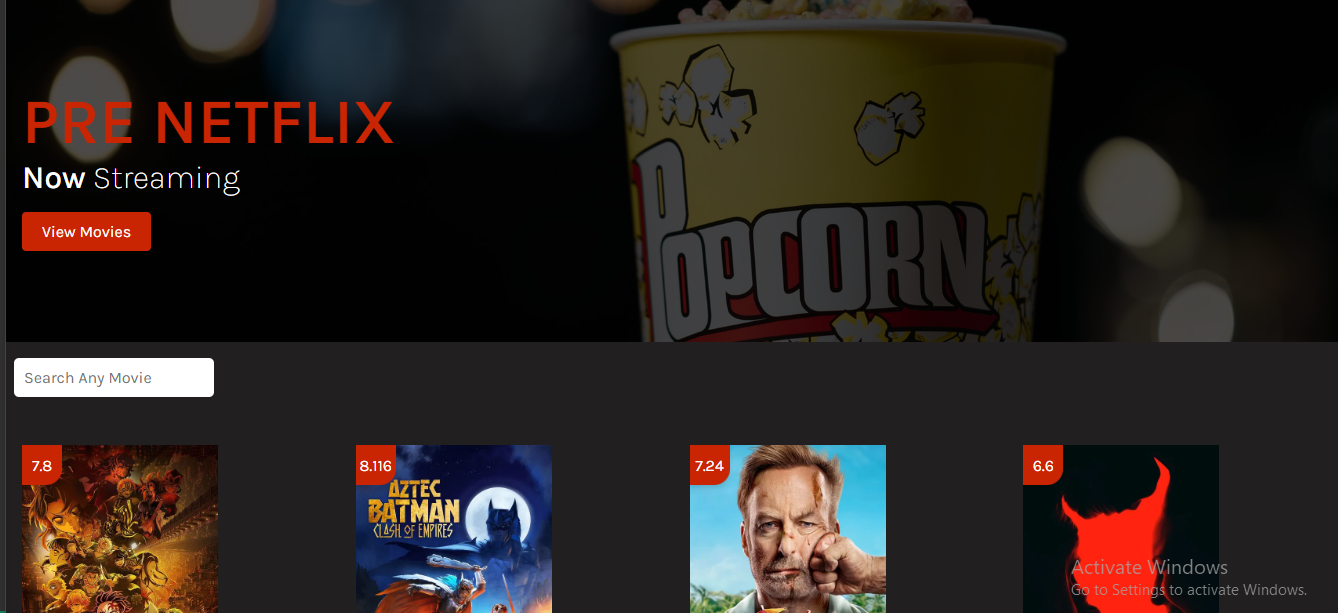 PRE NETFLIX
Now Streaming
View Movies
POPCORN
Search Any Movie
7.8
8.116
7.24
6.6
AZTEC
BATMAN
CLASH OF EMPIRES
Activate Windows
Go to Settings to activate Windows.